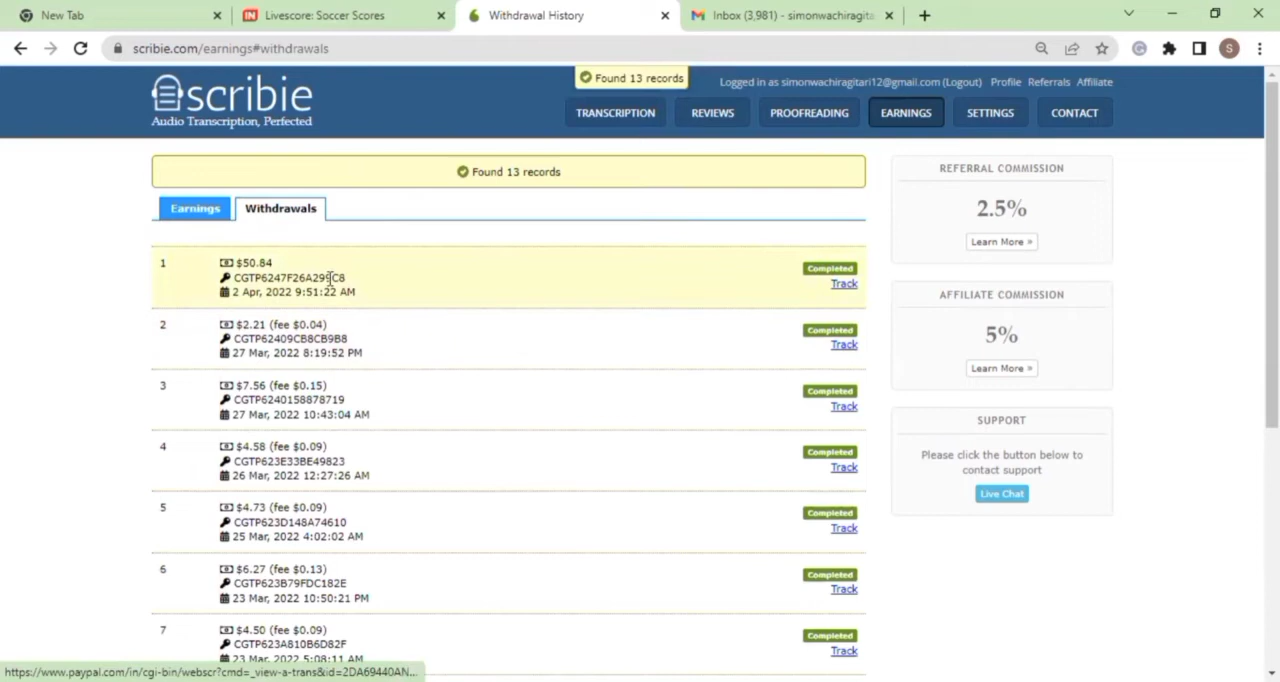 New Tab
Livescore: Soccer Scores
Withdrawal History
Inbox (3,981) - simonwachiragita
scribie.com/earnings#withdrawals
S
Found 13 records
Logged in as simonwachiragitari12@gmail.com (Logout) Profile Referrals Affiliate
scribie
Audio Transcription, Perfected
TRANSCRIPTION
REVIEWS
PROOFREADING
EARNINGS
SETTINGS
CONTACT
Found 13 records
Earnings
Withdrawals
1
$50.84
CGTP6247F26A299C8
2 Apr, 2022 9:51:22 AM
Completed
Track
2
$2.21 (fee $0.04)
CGTP62409CB8CB9B8
27 Mar, 2022 8:19:52 PM
Completed
Track
3
$7.56 (fee $0.15)
CGTP6240158878719
27 Mar, 2022 10:43:04 AM
Completed
Track
4
$4.58 (fee $0.09)
CGTP623E33BE49823
26 Mar, 2022 12:27:26 AM
Completed
Track
5
$4.73 (fee $0.09)
CGTP623D148A74610
25 Mar, 2022 4:02:02 AM
Completed
Track
6
$6.27 (fee $0.13)
CGTP623B79FDC182E
23 Mar, 2022 10:50:21 PM
Completed
Track
7
$4.50 (fee $0.09)
CGTP623A810B6D82F
23 Mar, 2022 5:08:11 AM
Completed
Track
REFERRAL COMMISSION
2.5%
Learn More »
AFFILIATE COMMISSION
5%
Learn More »
SUPPORT
Please click the button below to
contact support
Live Chat
https://www.paypal.com/in/cgi-bin/webscr?cmd=_view-a-trans&id=2DA69440AN...